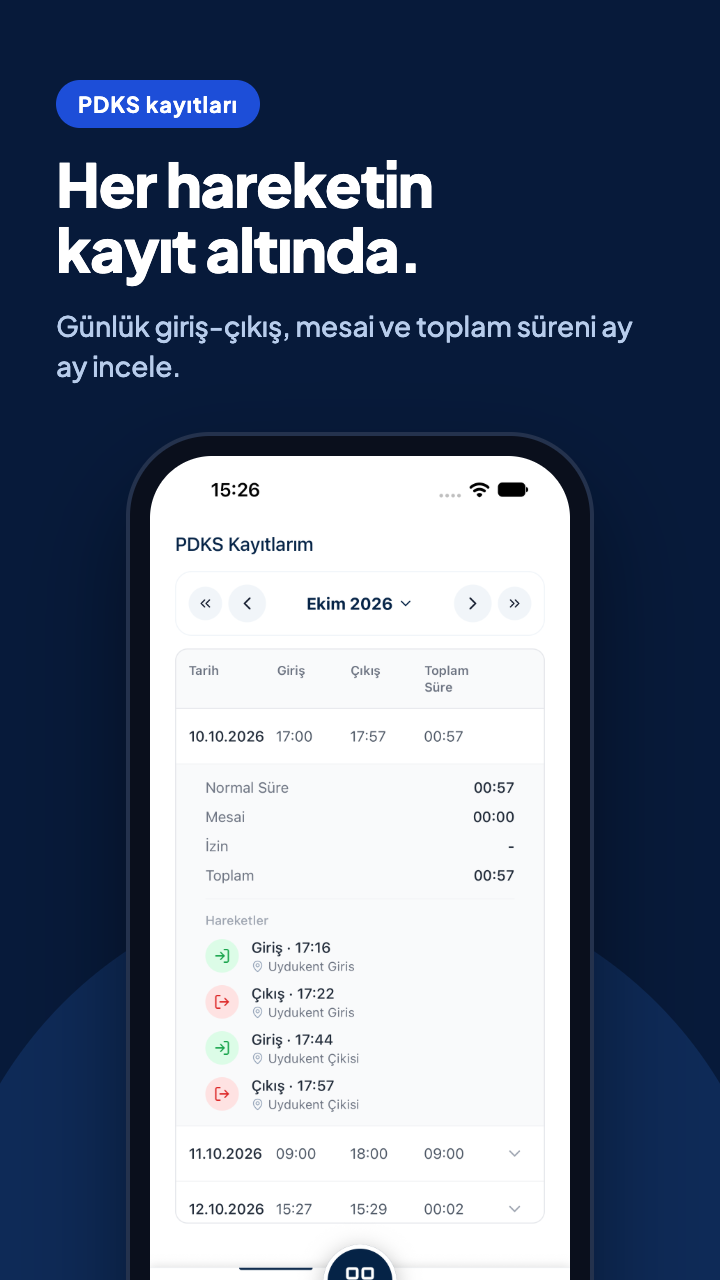 PDKS kayıtları
Her hareketin
kayıt altında.
Günlük giriş-çıkış, mesai ve toplam süreni ay
ay incele.
15:26
PDKS Kayıtlarım
Ekim 2026
Tarih Giriş Çıkış Toplam
Süre
10.10.2026 17:00 17:57 00:57
Normal Süre 00:57
Mesai 00:00
İzin -
Toplam 00:57
Hareketler
Giriş · 17:16
Uydukent Giris
Çıkış · 17:22
Uydukent Giris
Giriş · 17:44
Uydukent Çikisi
Çıkış · 17:57
Uydukent Çikisi
11.10.2026 09:00 18:00 09:00
12.10.2026 15:27 15:29 00:02